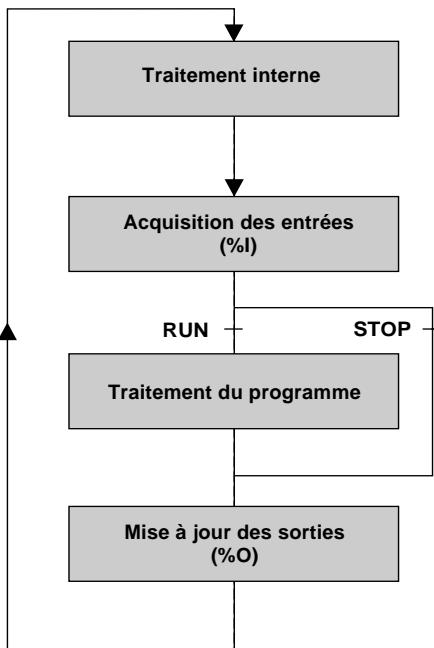 Traitement interne
Acquisition des entrées
(%I)
RUN
STOP
Traitement du programme
Mise à jour des sorties
(%O)